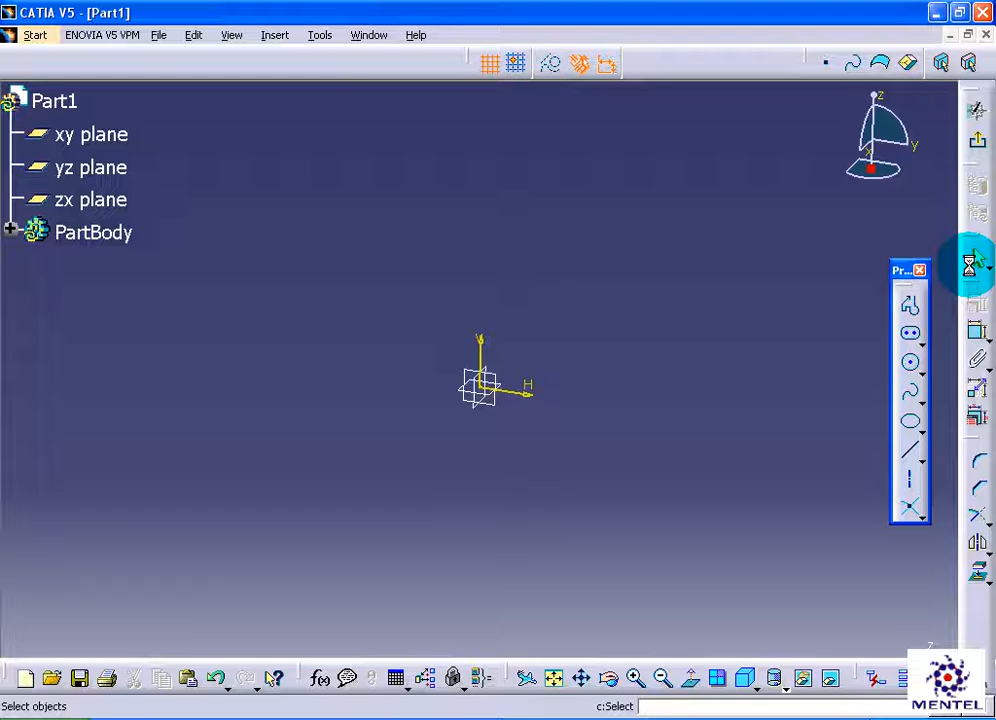 CATIA V5 - [Part1]
Start ENOVIA V5 VPM File Edit View Insert Tools Window Help
Part1
xy plane
yz plane
zx plane
PartBody
z
y
x
Pr...
V
H
f(x)
z
MENTEL
Select objects
c:Select